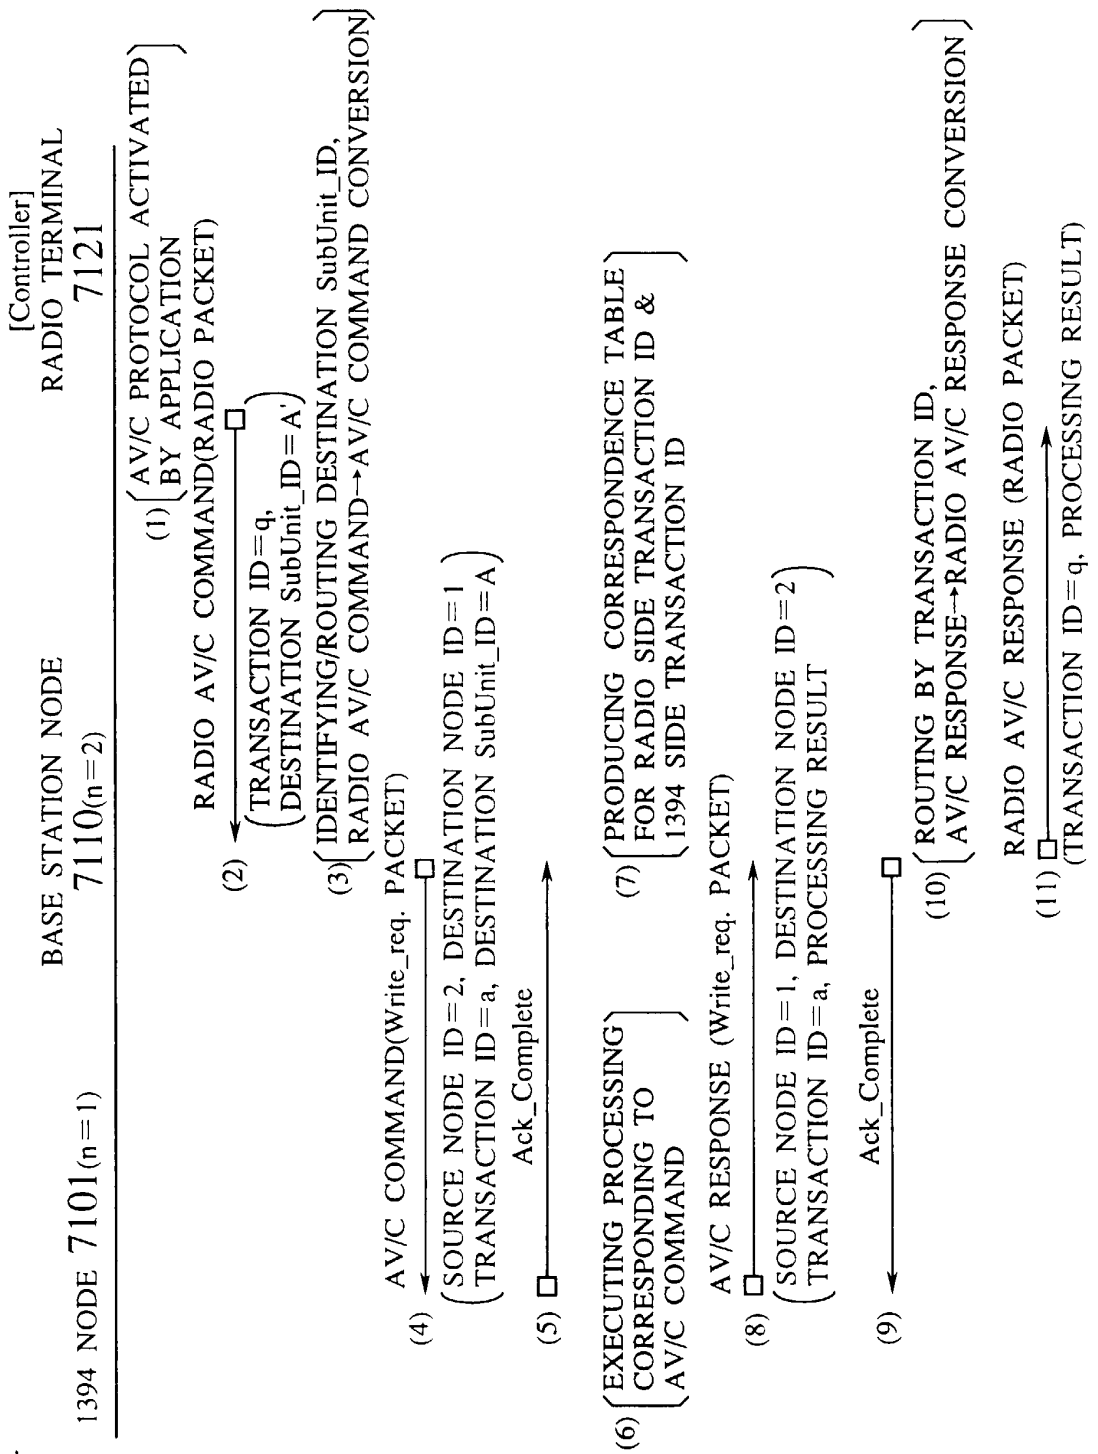 [Controller]
1394 NODE 7101(n=1)
BASE STATION NODE
7110(n=2)
RADIO TERMINAL
7121
(1) AV/C PROTOCOL ACTIVATED
BY APPLICATION
RADIO AV/C COMMAND(RADIO PACKET)
(2)
(TRANSACTION ID=q,
DESTINATION SubUnit_ID=A')
(3) IDENTIFYING/ROUTING DESTINATION SubUnit_ID,
RADIO AV/C COMMAND→AV/C COMMAND CONVERSION
AV/C COMMAND(Write_req. PACKET)
(4)
(SOURCE NODE ID=2, DESTINATION NODE ID=1
TRANSACTION ID=a, DESTINATION SubUnit_ID=A)
Ack_Complete
(5)
(6) EXECUTING PROCESSING
CORRESPONDING TO
AV/C COMMAND
(7) PRODUCING CORRESPONDENCE TABLE
FOR RADIO SIDE TRANSACTION ID &
1394 SIDE TRANSACTION ID
AV/C RESPONSE (Write_req. PACKET)
(8)
(SOURCE NODE ID=1, DESTINATION NODE ID=2
TRANSACTION ID=a, PROCESSING RESULT)
Ack_Complete
(9)
(10) ROUTING BY TRANSACTION ID,
AV/C RESPONSE→RADIO AV/C RESPONSE CONVERSION
RADIO AV/C RESPONSE (RADIO PACKET)
(11)
(TRANSACTION ID=q, PROCESSING RESULT)